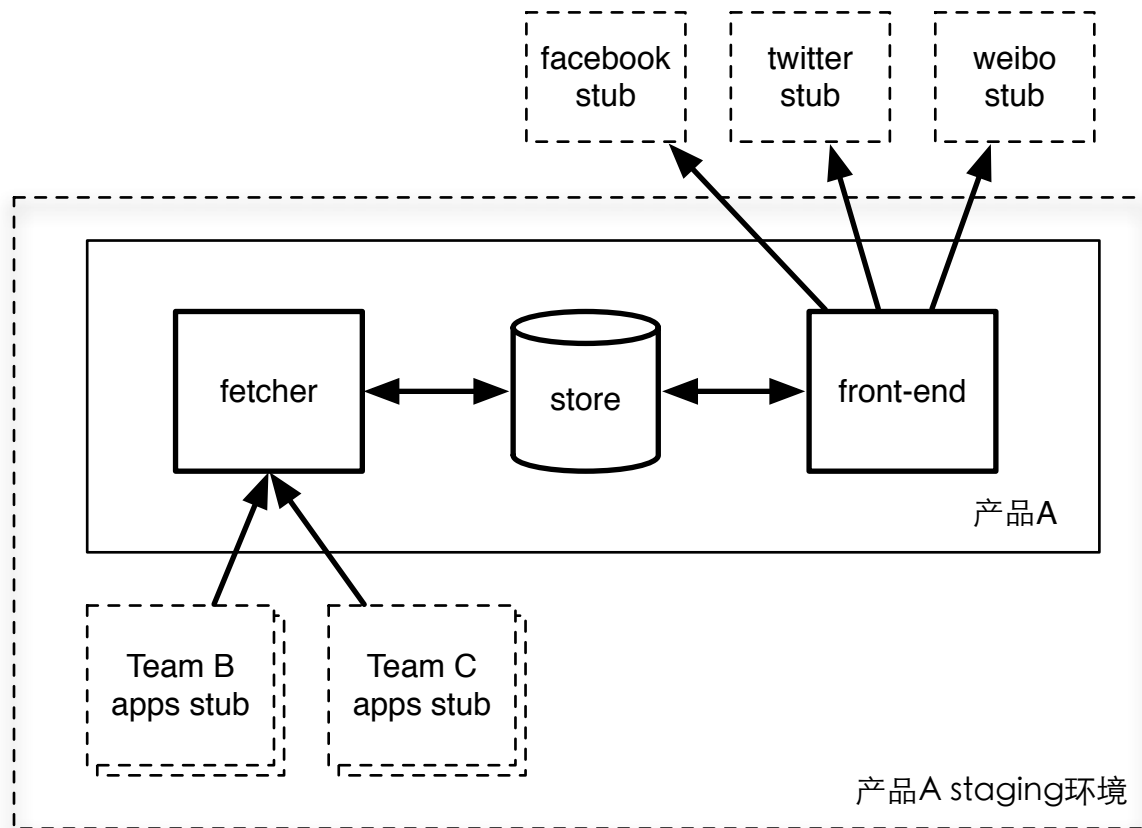 facebook
stub
twitter
stub
weibo
stub
fetcher
store
front-end
产品A
Team B
apps stub
Team C
apps stub
产品A staging环境